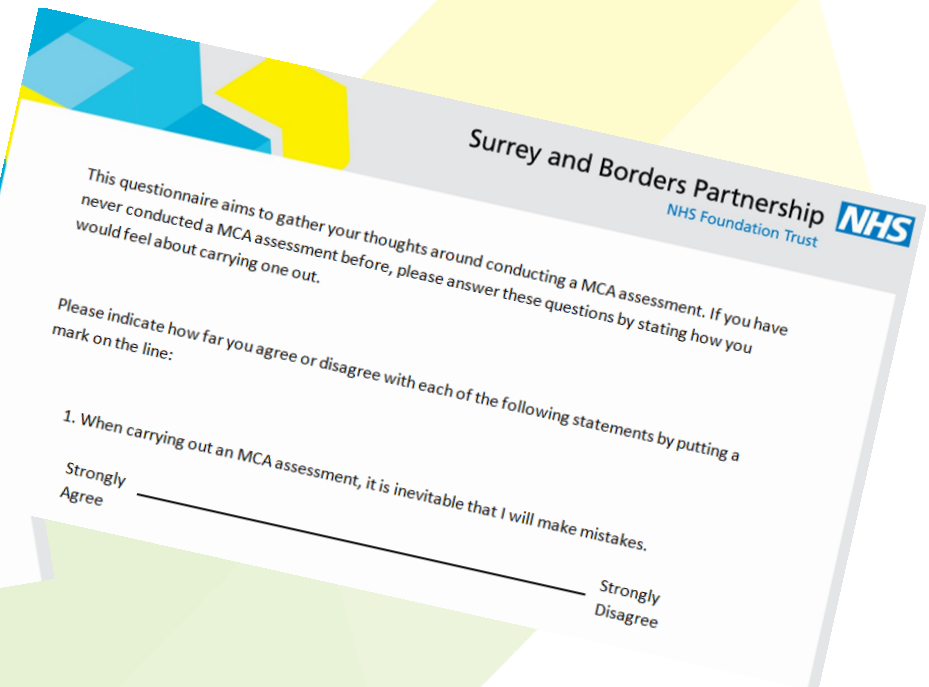 Surrey and Borders Partnership NHS
NHS Foundation Trust
This questionnaire aims to gather your thoughts around conducting a MCA assessment. If you have
never conducted a MCA assessment before, please answer these questions by stating how you
would feel about carrying one out.
Please indicate how far you agree or disagree with each of the following statements by putting a
mark on the line:
1. When carrying out an MCA assessment, it is inevitable that I will make mistakes.
Strongly
Agree
Strongly
Disagree